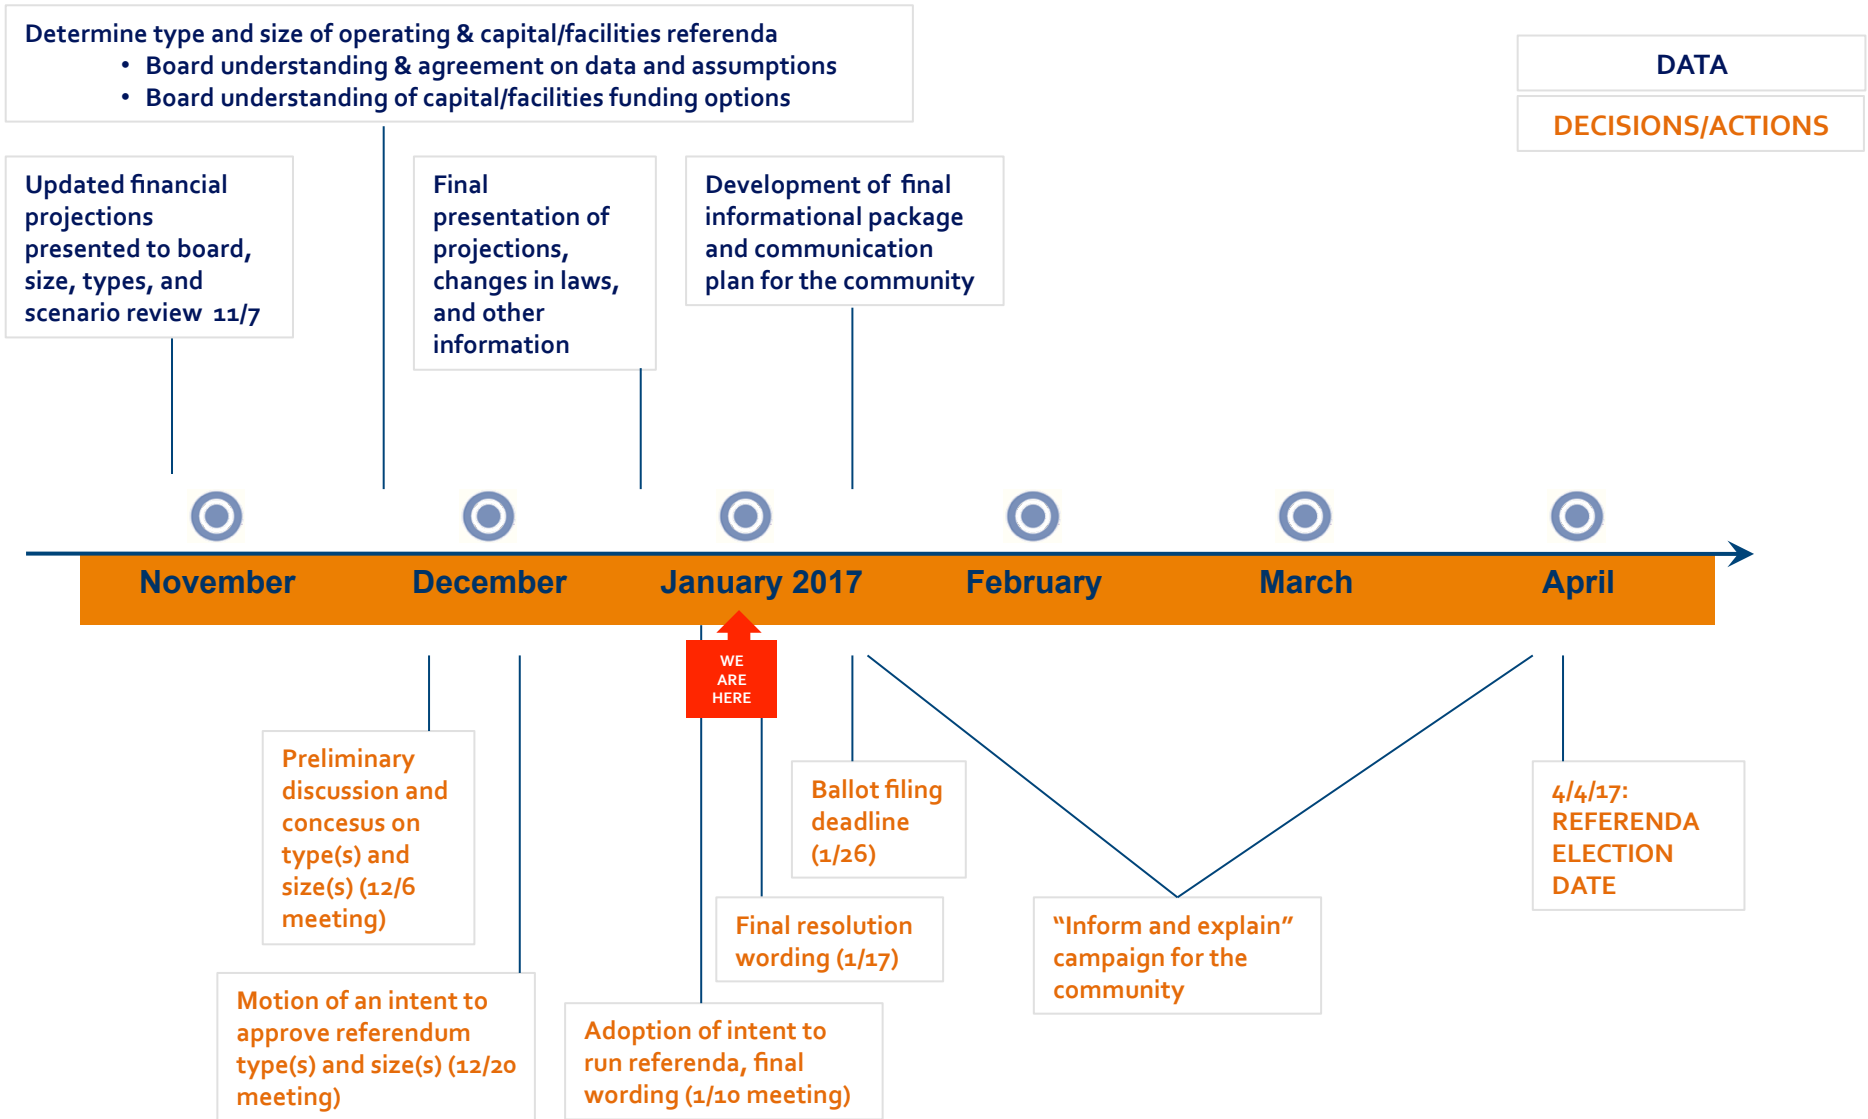 Determine type and size of operating & capital/facilities referenda
• Board understanding & agreement on data and assumptions
• Board understanding of capital/facilities funding options
DATA
DECISIONS/ACTIONS
Updated financial
projections
presented to board,
size, types, and
scenario review 11/7
Final
presentation of
projections,
changes in laws,
and other
information
Development of final
informational package
and communication
plan for the community
November
December
January 2017
February
March
April
WE
ARE
HERE
Preliminary
discussion and
concesus on
type(s) and
size(s) (12/6
meeting)
Motion of an intent to
approve referendum
type(s) and size(s) (12/20
meeting)
Adoption of intent to
run referenda, final
wording (1/10 meeting)
Final resolution
wording (1/17)
Ballot filing
deadline
(1/26)
“Inform and explain”
campaign for the
community
4/4/17:
REFERENDA
ELECTION
DATE